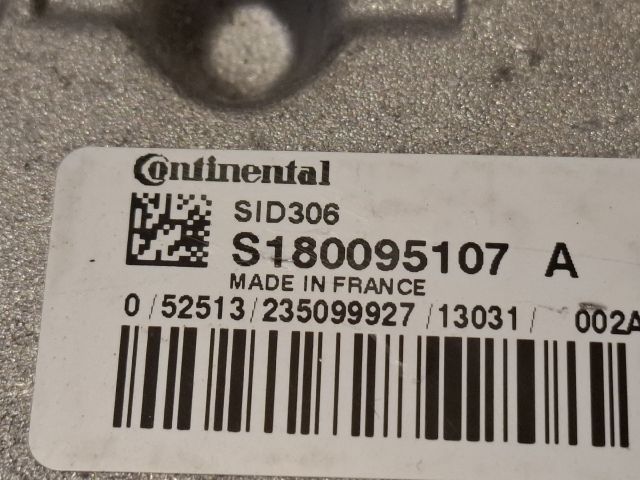 Continental
SID306
S180095107 A
MADE IN FRANCE
0/52513/235099927/13031/ 002A